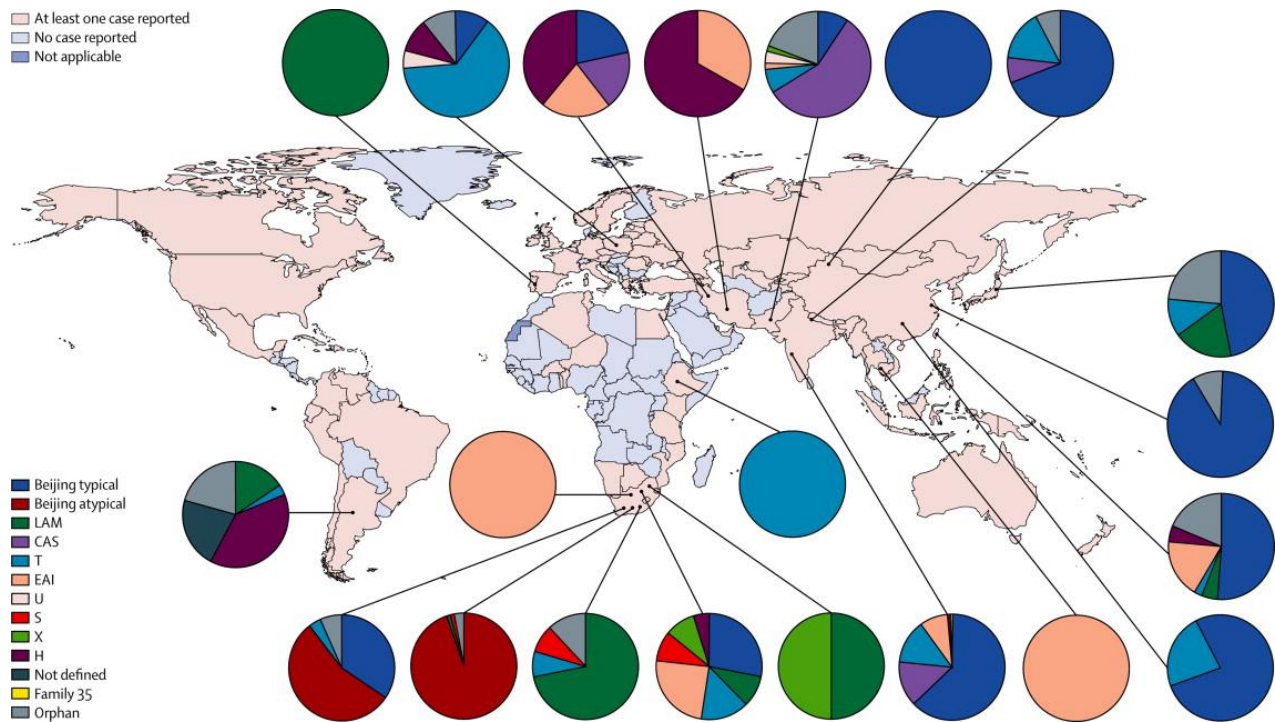 At least one case reported
No case reported
Not applicable
Beijing typical
Beijing atypical
LAM
CAS
T
EAI
U
S
X
H
Not defined
Family 35
Orphan